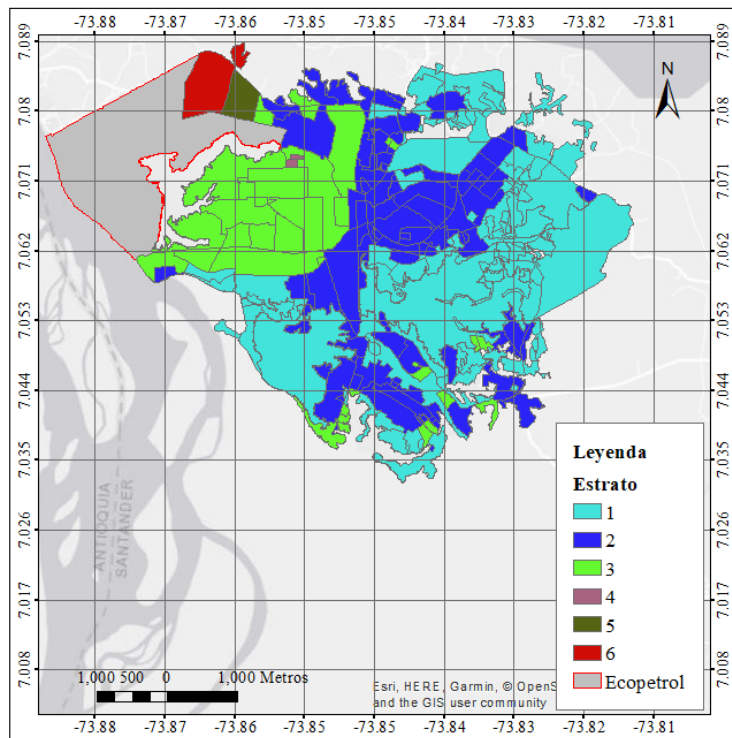 -73.88 -73.87 -73.86 -73.85 -73.84 -73.83 -73.82 -73.81
7.089 7.089
N
7.08 7.08
7.071 7.071
7.062 7.062
7.053 7.053
7.044 7.044
7.035 7.035
7.026 7.026
7.017 7.017
7.008 7.008
ANTIOQUIA
SANTANDER
Leyenda
Estrato
1
2
3
4
5
6
Ecopetrol
1,000 500 0 1,000 Metros
Esri, HERE, Garmin, © OpenS
and the GIS user community
-73.88 -73.87 -73.86 -73.85 -73.84 -73.83 -73.82 -73.81